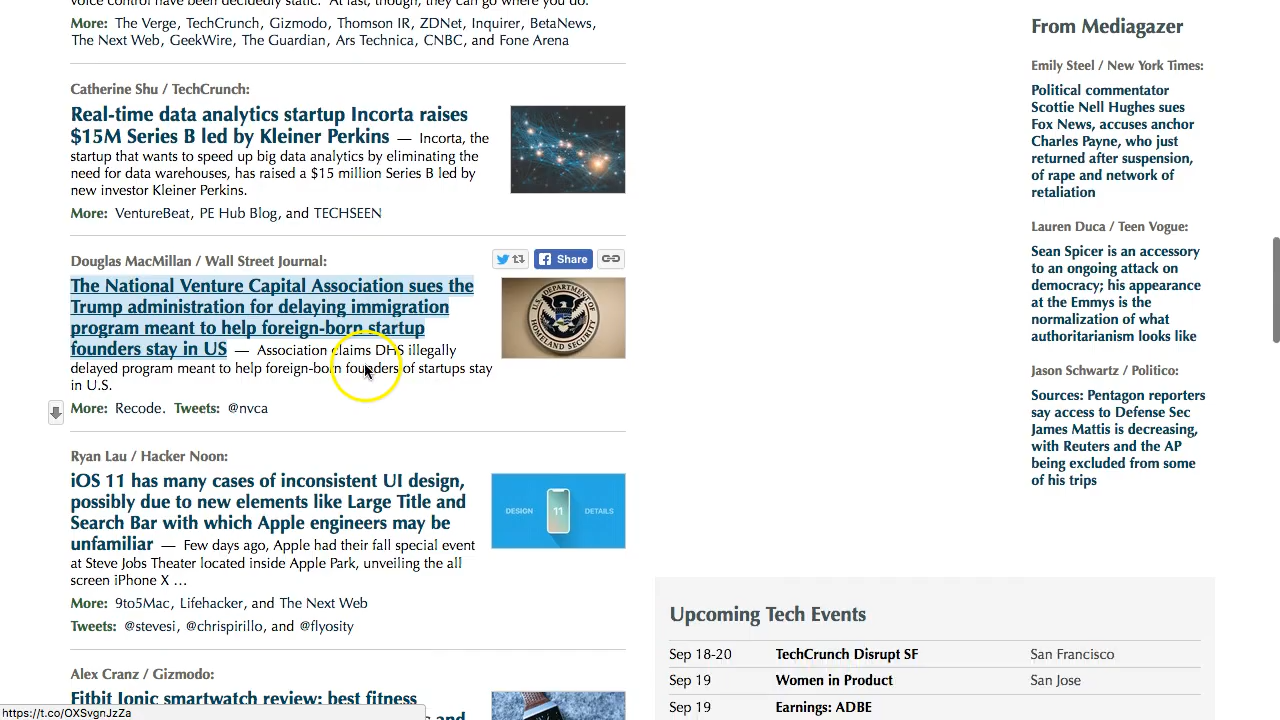 voice control have been decidedly static. At last, though, they can go where you do.
More: The Verge, TechCrunch, Gizmodo, Thomson IR, ZDNet, Inquirer, BetaNews,
The Next Web, GeekWire, The Guardian, Ars Technica, CNBC, and Fone Arena
Catherine Shu / TechCrunch:
Real-time data analytics startup Incorta raises
$15M Series B led by Kleiner Perkins — Incorta, the
startup that wants to speed up big data analytics by eliminating the
need for data warehouses, has raised a $15 million Series B led by
new investor Kleiner Perkins.
More: VentureBeat, PE Hub Blog, and TECHSEEN
Douglas MacMillan / Wall Street Journal:
Share
The National Venture Capital Association sues the
Trump administration for delaying immigration
program meant to help foreign-born startup
founders stay in US — Association claims DHS illegally
delayed program meant to help foreign-born founders of startups stay
in U.S.
More: Recode. Tweets: @nvca
Ryan Lau / Hacker Noon:
iOS 11 has many cases of inconsistent UI design,
possibly due to new elements like Large Title and
Search Bar with which Apple engineers may be
unfamiliar — Few days ago, Apple had their fall special event
at Steve Jobs Theater located inside Apple Park, unveiling the all
screen iPhone X …
DESIGN 11 DETAILS
More: 9to5Mac, Lifehacker, and The Next Web
Tweets: @stevesi, @chrispirillo, and @flyosity
Alex Cranz / Gizmodo:
Fitbit Ionic smartwatch review: best fitness
https://t.co/OXSvgnJzZa
From Mediagazer
Emily Steel / New York Times:
Political commentator
Scottie Nell Hughes sues
Fox News, accuses anchor
Charles Payne, who just
returned after suspension,
of rape and network of
retaliation
Lauren Duca / Teen Vogue:
Sean Spicer is an accessory
to an ongoing attack on
democracy; his appearance
at the Emmys is the
normalization of what
authoritarianism looks like
Jason Schwartz / Politico:
Sources: Pentagon reporters
say access to Defense Sec
James Mattis is decreasing,
with Reuters and the AP
being excluded from some
of his trips
Upcoming Tech Events
Sep 18-20 TechCrunch Disrupt SF San Francisco
Sep 19 Women in Product San Jose
Sep 19 Earnings: ADBE